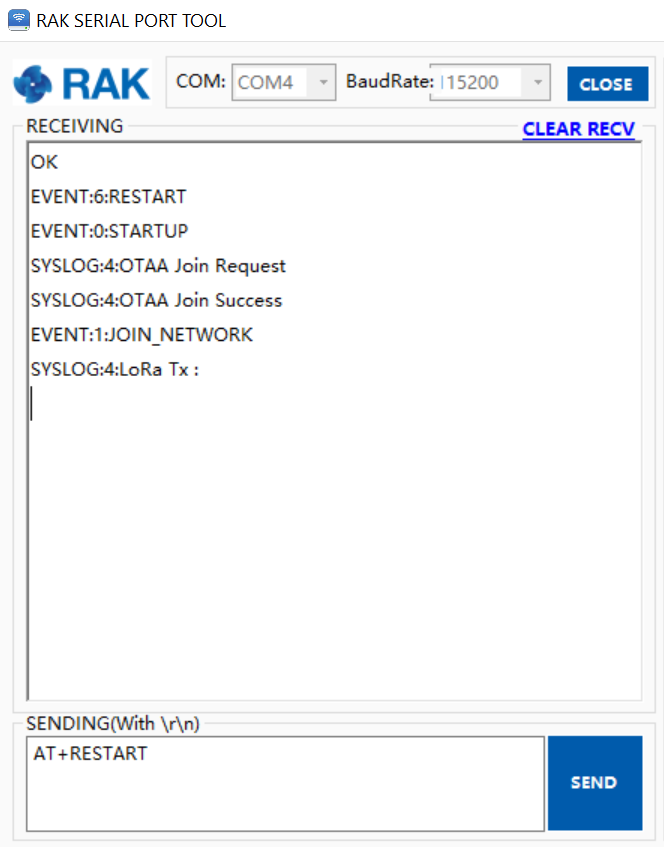 RAK SERIAL PORT TOOL
RAK COM: COM4 BaudRate: 115200 CLOSE
RECEIVING CLEAR RECV
OK
EVENT:6:RESTART
EVENT:0:STARTUP
SYSLOG:4:OTAA Join Request
SYSLOG:4:OTAA Join Success
EVENT:1:JOIN_NETWORK
SYSLOG:4:LoRa Tx :
SENDING(With \r\n)
AT+RESTART
SEND